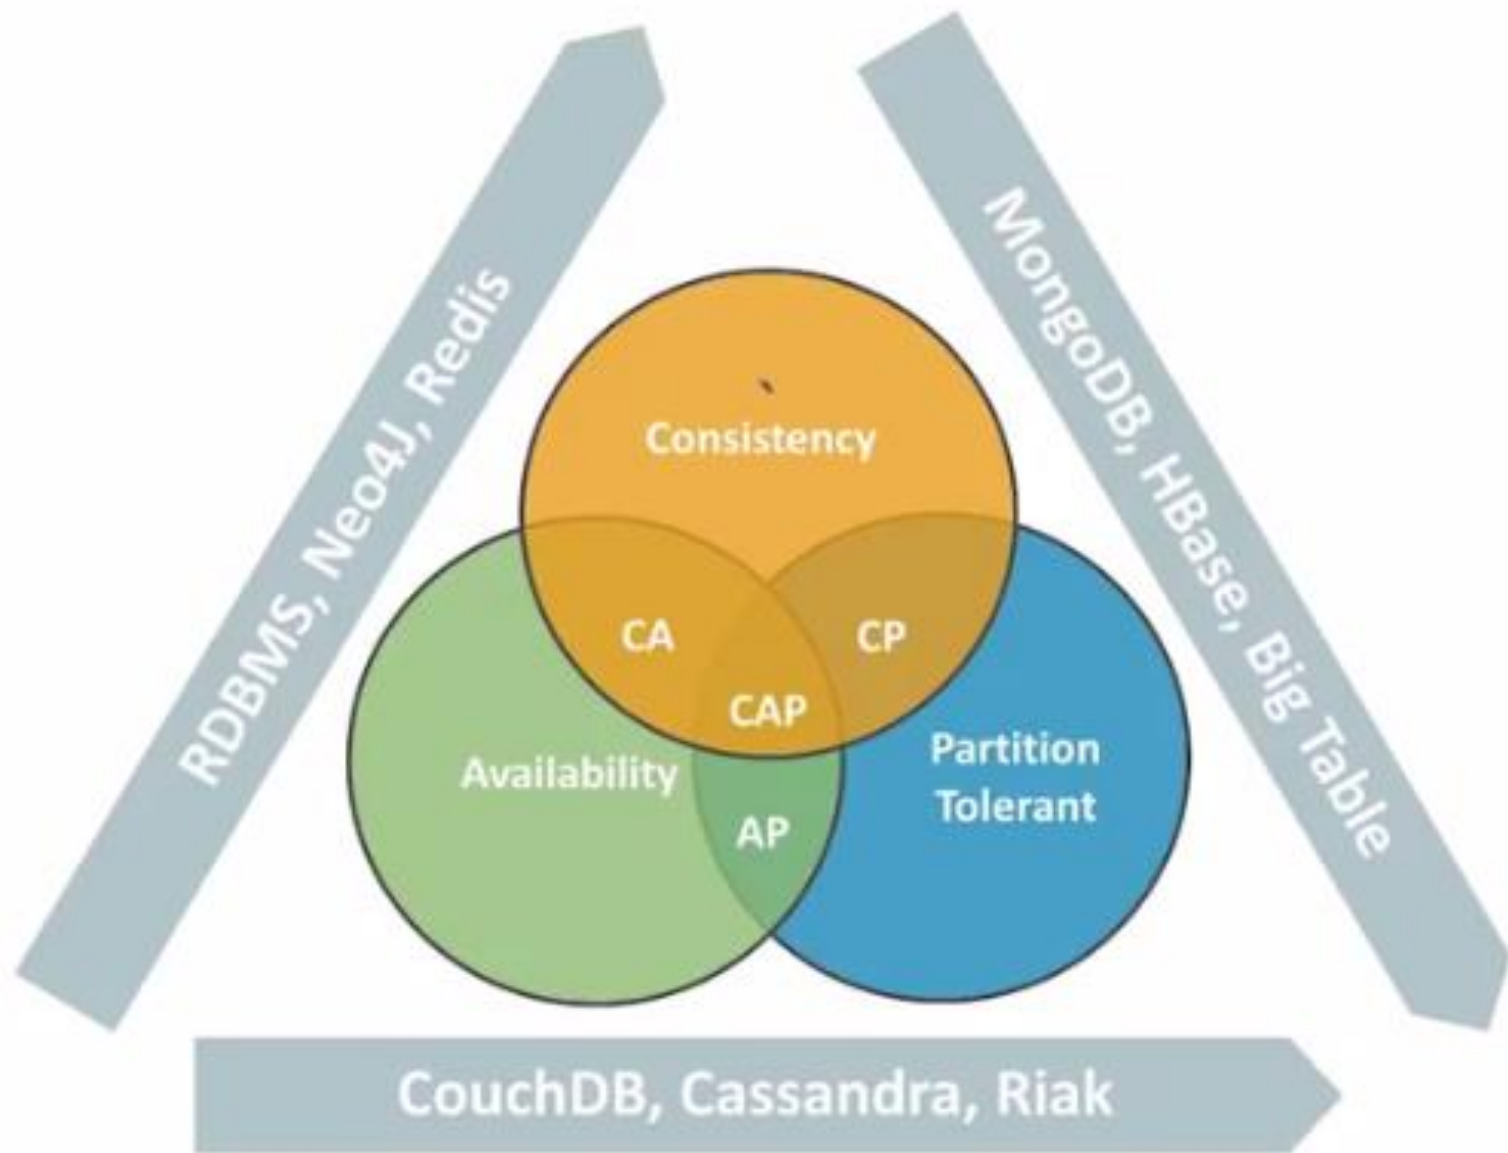 RDBMS, Neo4J, Redis
MongoDB, HBase, Big Table
Consistency
CA
CP
CAP
Availability
Partition
Tolerant
AP
CouchDB, Cassandra, Riak